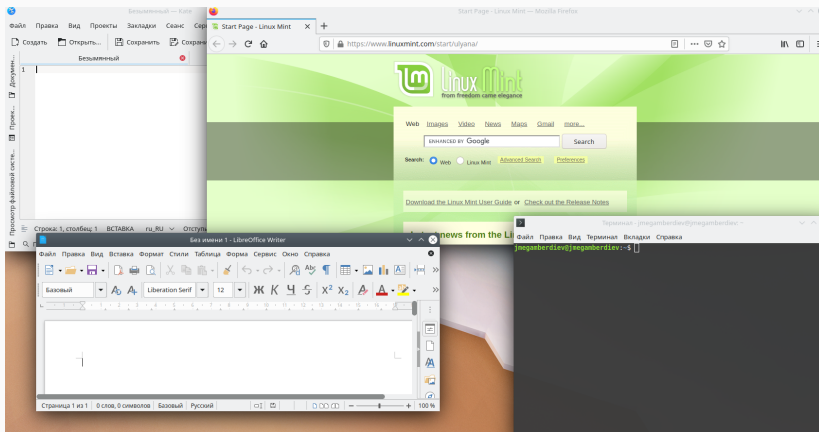 Безымянный — Kate
Файл Правка Вид Проекты Закладки Сеанс
Создать Открыть... Сохранить
Безымянный
1
Просмотр файловой систе... Проек... Докумен...
Строка: 1, столбец: 1 ВСТАВКА ru_RU
Start Page - Linux Mint — Mozilla Firefox
Start Page - Linux Mint
https://www.linuxmint.com/start/ulyana/
Linux Mint
from freedom came elegance
Web Images Video News Maps Gmail more...
ENHANCED BY Google Search
Search: Web Linux Mint Advanced Search Preferences
Download the Linux Mint User Guide or Check out the Release Notes
news from the Li
Терминал - jmegamberdiev@jmegamberdiev: ~
Файл Правка Вид Терминал Вкладки Справка
jmegamberdiev@jmegamberdiev:~$
Без имени 1 - LibreOffice Writer
Файл Правка Вид Вставка Формат Стили Таблица Форма Сервис Окно Справка
Базовый Liberation Serif 12 Ж К Ч S X² X₂ A A
Страница 1 из 1 0 слов, 0 символов Базовый Русский 100 %